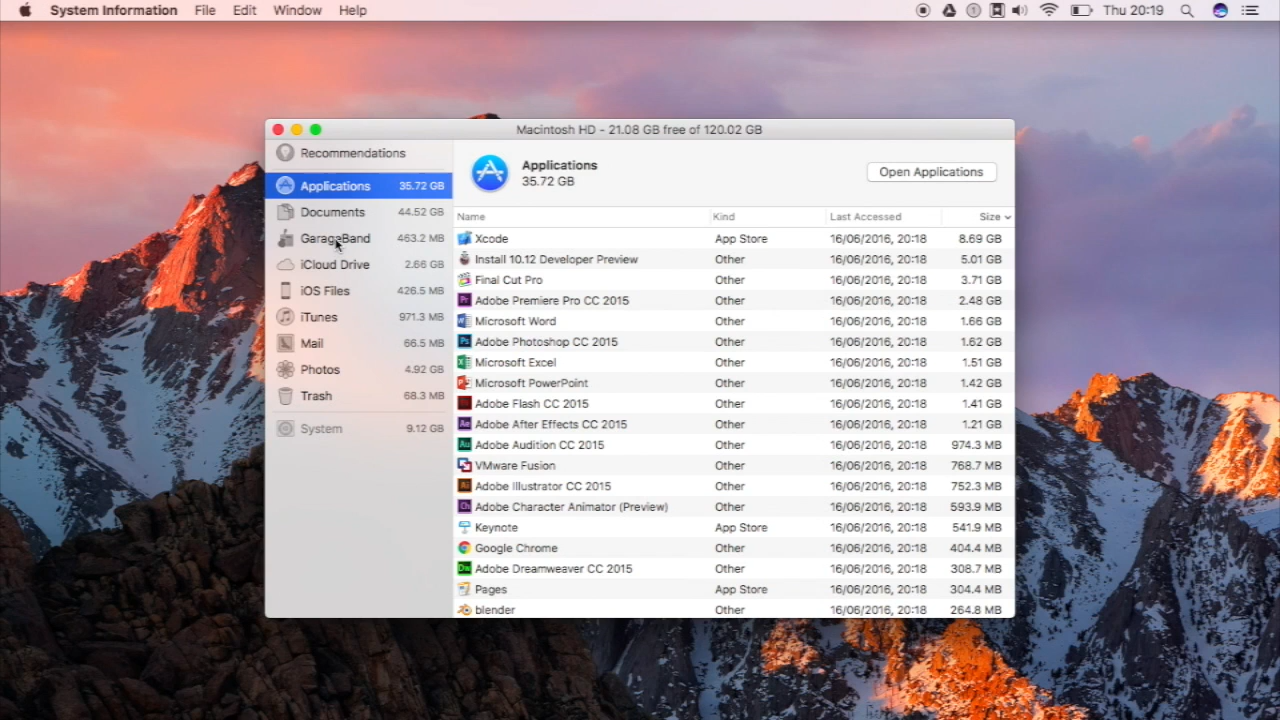 System Information File Edit Window Help Thu 20:19
Macintosh HD - 21.08 GB free of 120.02 GB
Recommendations
Applications 35.72 GB
Documents 44.52 GB
GarageBand 463.2 MB
iCloud Drive 2.66 GB
iOS Files 426.5 MB
iTunes 971.3 MB
Mail 66.5 MB
Photos 4.92 GB
Trash 68.3 MB
System 9.12 GB
Applications
35.72 GB
Open Applications
Name Kind Last Accessed Size
Xcode App Store 16/06/2016, 20:18 8.69 GB
Install 10.12 Developer Preview Other 16/06/2016, 20:18 5.01 GB
Final Cut Pro Other 16/06/2016, 20:18 3.71 GB
Adobe Premiere Pro CC 2015 Other 16/06/2016, 20:18 2.48 GB
Microsoft Word Other 16/06/2016, 20:18 1.66 GB
Adobe Photoshop CC 2015 Other 16/06/2016, 20:18 1.62 GB
Microsoft Excel Other 16/06/2016, 20:18 1.51 GB
Microsoft PowerPoint Other 16/06/2016, 20:18 1.42 GB
Adobe Flash CC 2015 Other 16/06/2016, 20:18 1.41 GB
Adobe After Effects CC 2015 Other 16/06/2016, 20:18 1.21 GB
Adobe Audition CC 2015 Other 16/06/2016, 20:18 974.3 MB
VMware Fusion Other 16/06/2016, 20:18 768.7 MB
Adobe Illustrator CC 2015 Other 16/06/2016, 20:18 752.3 MB
Adobe Character Animator (Preview) Other 16/06/2016, 20:18 593.9 MB
Keynote App Store 16/06/2016, 20:18 541.9 MB
Google Chrome Other 16/06/2016, 20:18 404.4 MB
Adobe Dreamweaver CC 2015 Other 16/06/2016, 20:18 308.7 MB
Pages App Store 16/06/2016, 20:18 304.4 MB
blender Other 16/06/2016, 20:18 264.8 MB